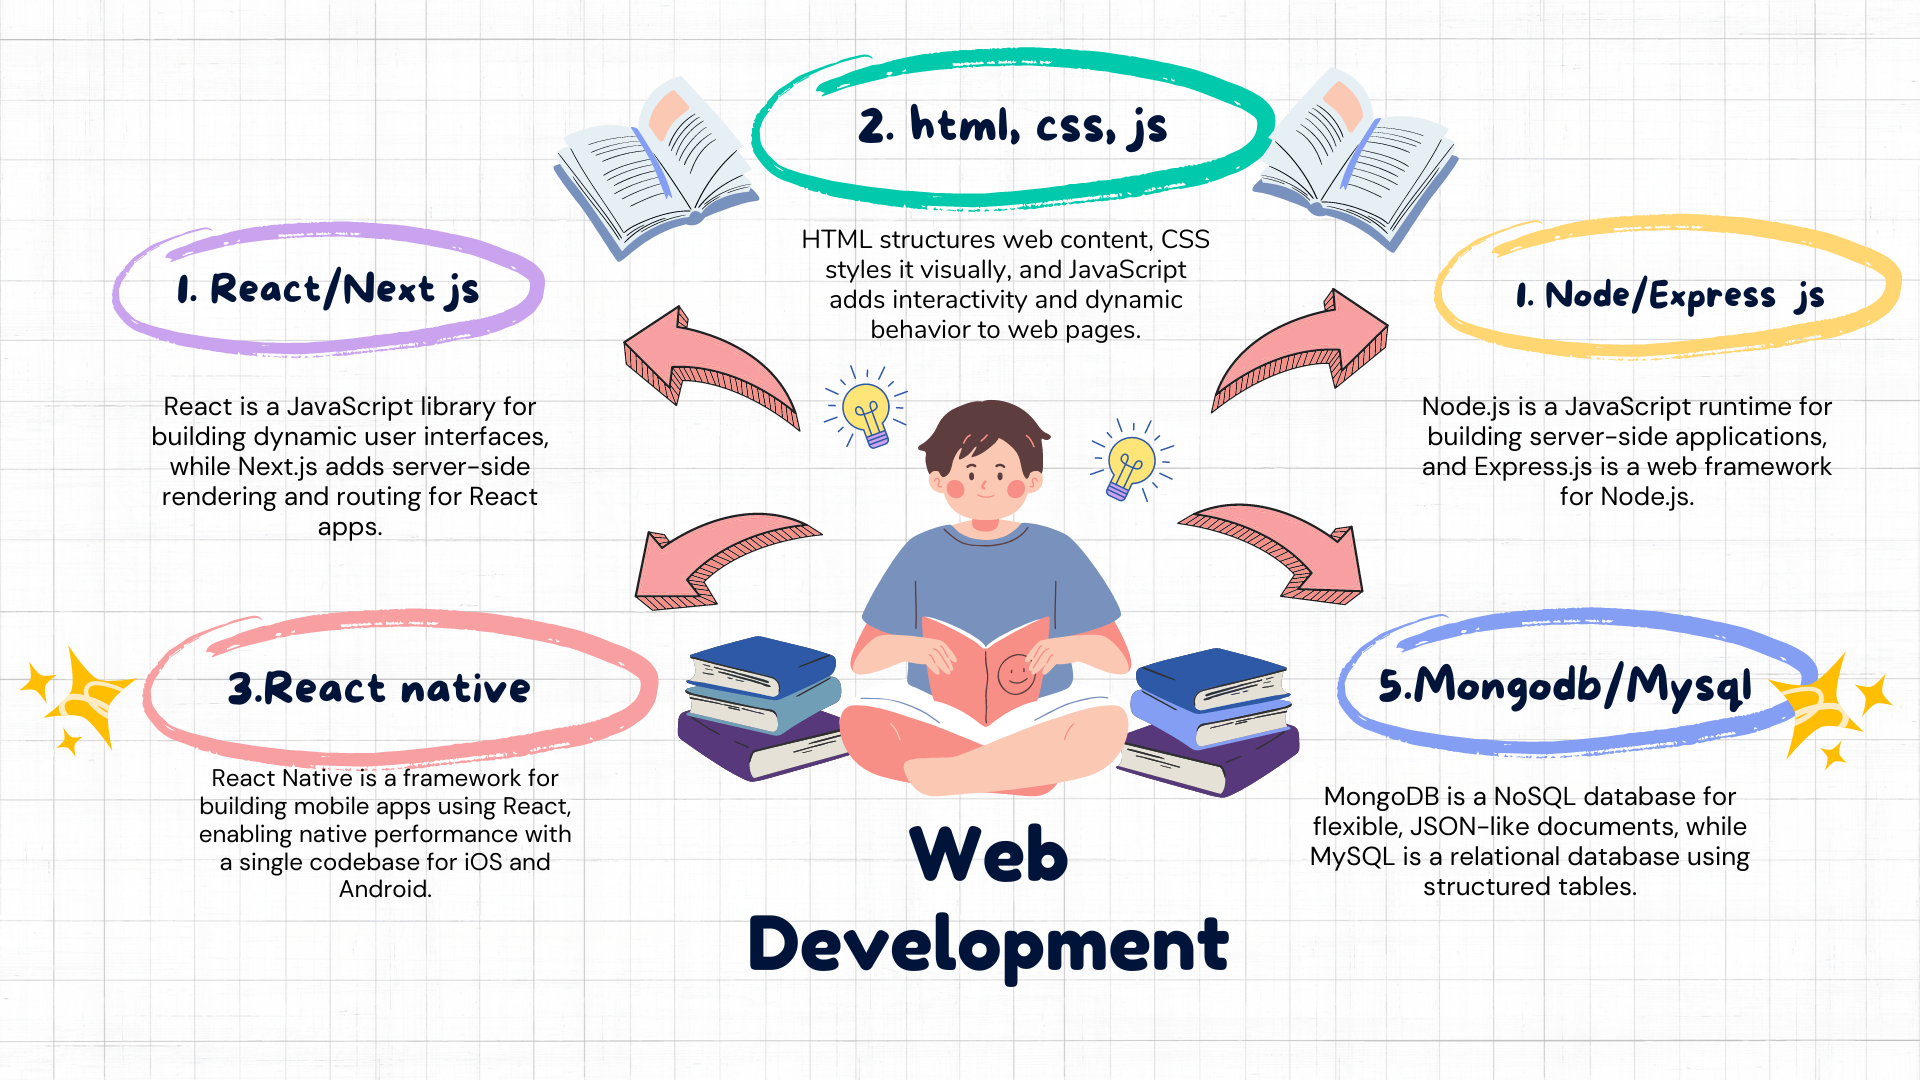 2. html, css, js
HTML structures web content, CSS
styles it visually, and JavaScript
adds interactivity and dynamic
behavior to web pages.
1. React/Next js
React is a JavaScript library for
building dynamic user interfaces,
while Next.js adds server-side
rendering and routing for React
apps.
1. Node/Express js
Node.js is a JavaScript runtime for
building server-side applications,
and Express.js is a web framework
for Node.js.
3.React native
React Native is a framework for
building mobile apps using React,
enabling native performance with
a single codebase for iOS and
Android.
5.Mongodb/Mysql
MongoDB is a NoSQL database for
flexible, JSON-like documents, while
MySQL is a relational database using
structured tables.
Web
Development